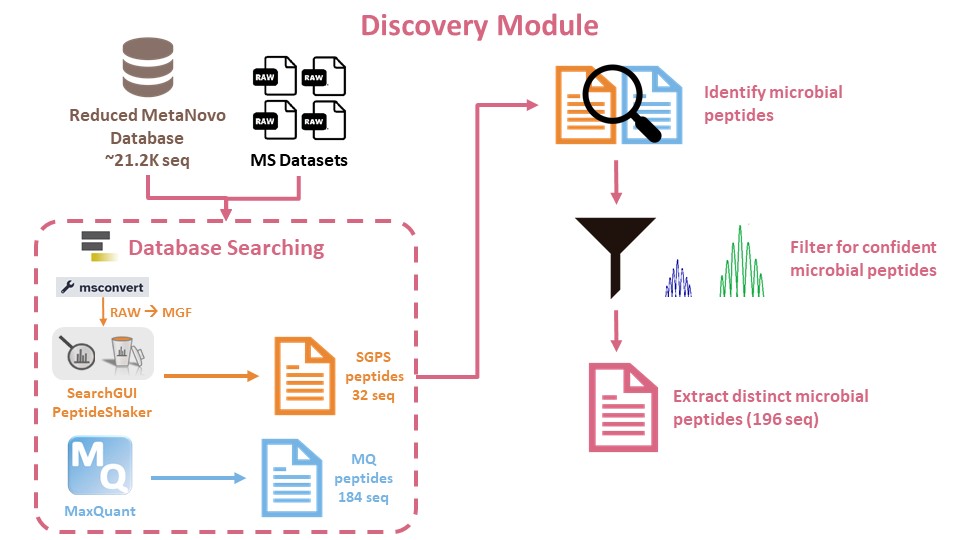 Discovery Module
Reduced MetaNovo
Database
~21.2K seq
RAW
RAW
RAW
RAW
MS Datasets
Database Searching
msconvert
RAW → MGF
SearchGUI
PeptideShaker
SGPS
peptides
32 seq
MQ
MaxQuant
MQ
peptides
184 seq
Identify microbial
peptides
Filter for confident
microbial peptides
Extract distinct microbial
peptides (196 seq)